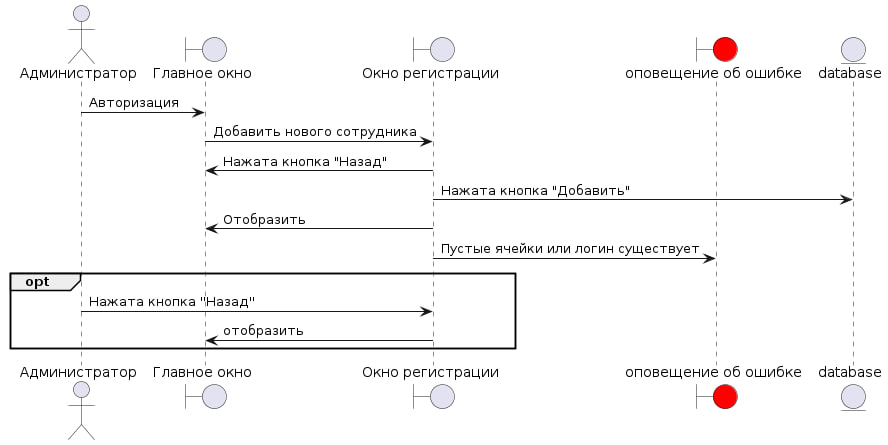 Администратор
Главное окно
Окно регистрации
оповещение об ошибке
database
Авторизация
Добавить нового сотрудника
Нажата кнопка "Назад"
Нажата кнопка "Добавить"
Отобразить
Пустые ячейки или логин существует
opt
Нажата кнопка "Назад"
отобразить
Администратор
Главное окно
Окно регистрации
оповещение об ошибке
database